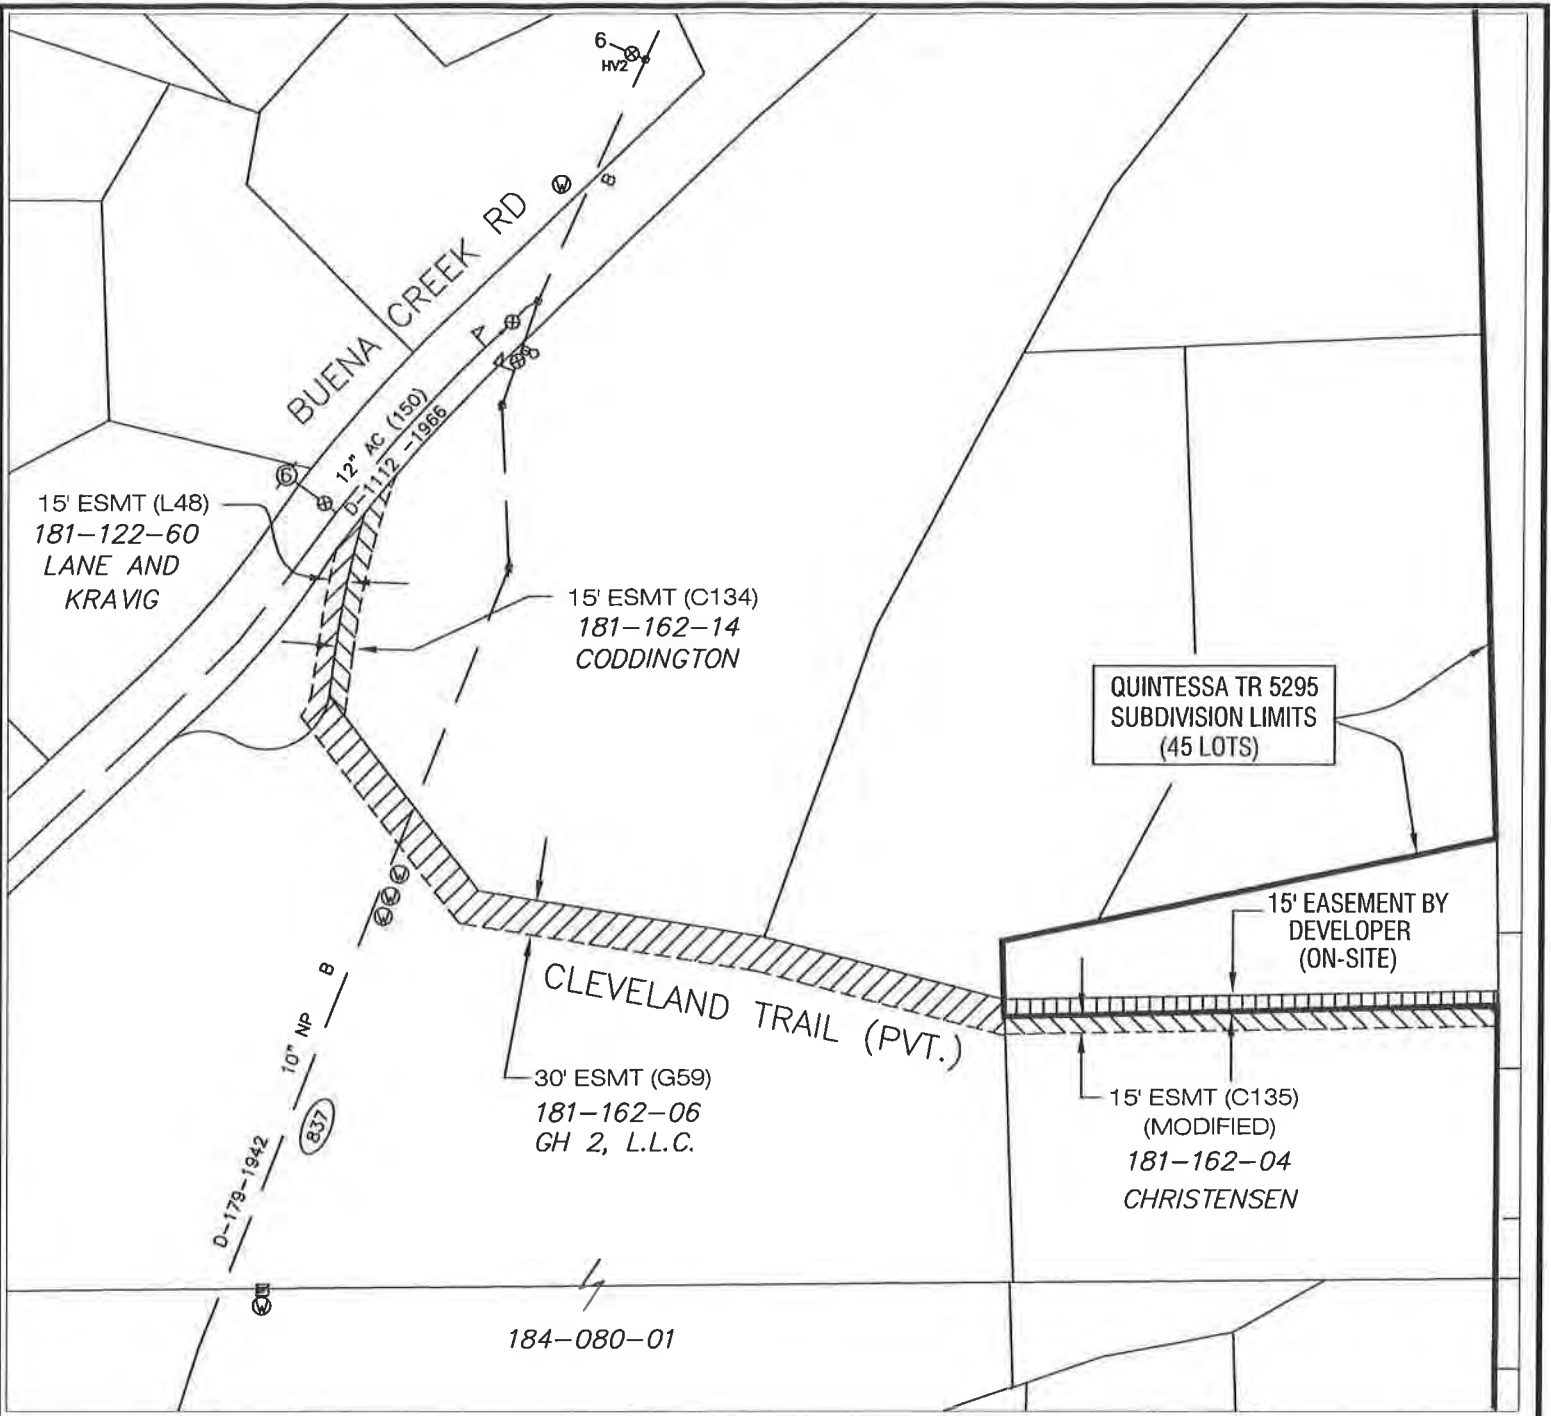 6
HV2
BUENA CREEK RD
B
A
12" AC (150)
D-1112 -1966
6
15' ESMT (L48)
181-122-60
LANE AND
KRAVIG
15' ESMT (C134)
181-162-14
CODDINGTON
QUINTESSA TR 5295
SUBDIVISION LIMITS
(45 LOTS)
15' EASEMENT BY
DEVELOPER
(ON-SITE)
CLEVELAND TRAIL (PVT.)
30' ESMT (G59)
181-162-06
GH 2, L.L.C.
15' ESMT (C135)
(MODIFIED)
181-162-04
CHRISTENSEN
W
W
W
W
D-179-1942 10" NP B
837
W
184-080-01